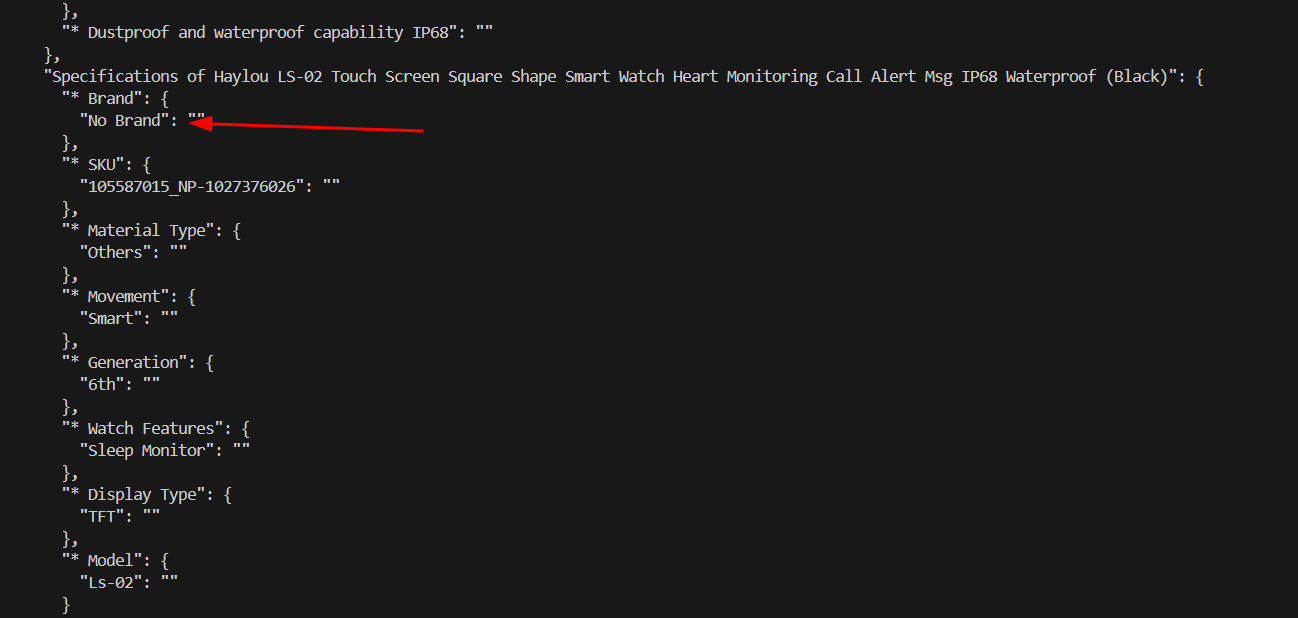 },
"* Dustproof and waterproof capability IP68": ""
},
"Specifications of Haylou LS-02 Touch Screen Square Shape Smart Watch Heart Monitoring Call Alert Msg IP68 Waterproof (Black)": {
"* Brand": {
"No Brand": ""
},
"* SKU": {
"105587015_NP-1027376026": ""
},
"* Material Type": {
"Others": ""
},
"* Movement": {
"Smart": ""
},
"* Generation": {
"6th": ""
},
"* Watch Features": {
"Sleep Monitor": ""
},
"* Display Type": {
"TFT": ""
},
"* Model": {
"Ls-02": ""
}